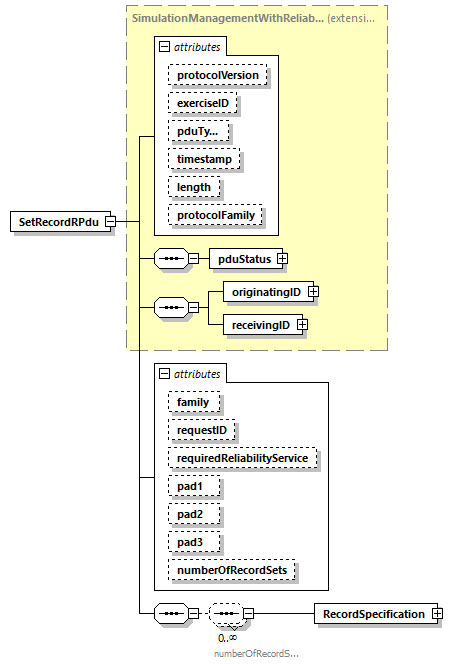 SimulationManagementWithReliab... (extensi...
attributes
protocolVersion
exerciseID
pduTy...
timestamp
length
protocolFamily
SetRecordRPdu
pduStatus
originatingID
receivingID
attributes
family
requestID
requiredReliabilityService
pad1
pad2
pad3
numberOfRecordSets
RecordSpecification
0..∞
numberOfRecordS...